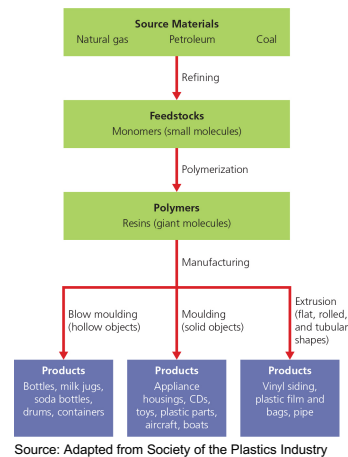 Source Materials
Natural gas Petroleum Coal
Refining
Feedstocks
Monomers (small molecules)
Polymerization
Polymers
Resins (giant molecules)
Manufacturing
Blow moulding
(hollow objects)
Moulding
(solid objects)
Extrusion
(flat, rolled,
and tubular
shapes)
Products
Bottles, milk jugs,
soda bottles,
drums, containers
Products
Appliance
housings, CDs,
toys, plastic parts,
aircraft, boats
Products
Vinyl siding,
plastic film and
bags, pipe
Source: Adapted from Society of the Plastics Industry